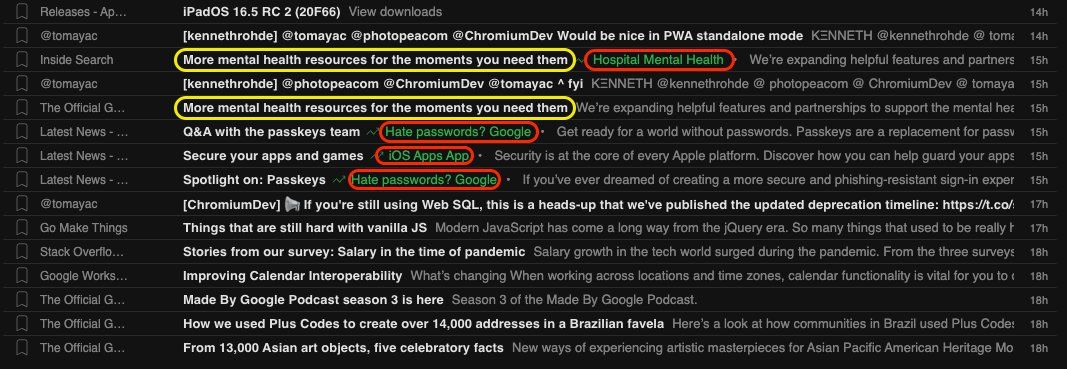 Releases - Ap… iPadOS 16.5 RC 2 (20F66) View downloads 14h
@tomayac [kennethrohde] @tomayac @photopeacom @ChromiumDev Would be nice in PWA standalone mode KΞNNETH @kennethrohde @ toma 14h
Inside Search More mental health resources for the moments you need them Hospital Mental Health • We're expanding helpful features and partners 15h
@tomayac [kennethrohde] @photopeacom @ChromiumDev @tomayac ^ fyi KΞNNETH @kennethrohde @ photopeacom @ ChromiumDev @ tomaya 15h
The Official G… More mental health resources for the moments you need them We're expanding helpful features and partnerships to support the mental hea 15h
Latest News - … Q&A with the passkeys team Hate passwords? Google • Get ready for a world without passwords. Passkeys are a replacement for passw 15h
Latest News - … Secure your apps and games iOS Apps App • Security is at the core of every Apple platform. Discover how you can help guard your apps 15h
Latest News - … Spotlight on: Passkeys Hate passwords? Google • If you've ever dreamed of creating a more secure and phishing-resistant sign-in exper 15h
@tomayac [ChromiumDev] 📢 If you're still using Web SQL, this is a heads-up that we've published the updated deprecation timeline: https://t.co/ 17h
Go Make Things Things that are still hard with vanilla JS Modern JavaScript has come a long way from the jQuery era. So many things that used to be really h 17h
Stack Overflo… Stories from our survey: Salary in the time of pandemic Salary growth in the tech world surged during the pandemic. From the three surveys 18h
Google Works… Improving Calendar Interoperability What's changing When working across locations and time zones, calendar functionality is vital for you to c 18h
The Official G… Made By Google Podcast season 3 is here Season 3 of the Made By Google Podcast. 18h
The Official G… How we used Plus Codes to create over 14,000 addresses in a Brazilian favela Here's a look at how communities in Brazil used Plus Codes 18h
The Official G… From 13,000 Asian art objects, five celebratory facts New ways of experiencing artistic masterpieces for Asian Pacific American Heritage Mo 18h